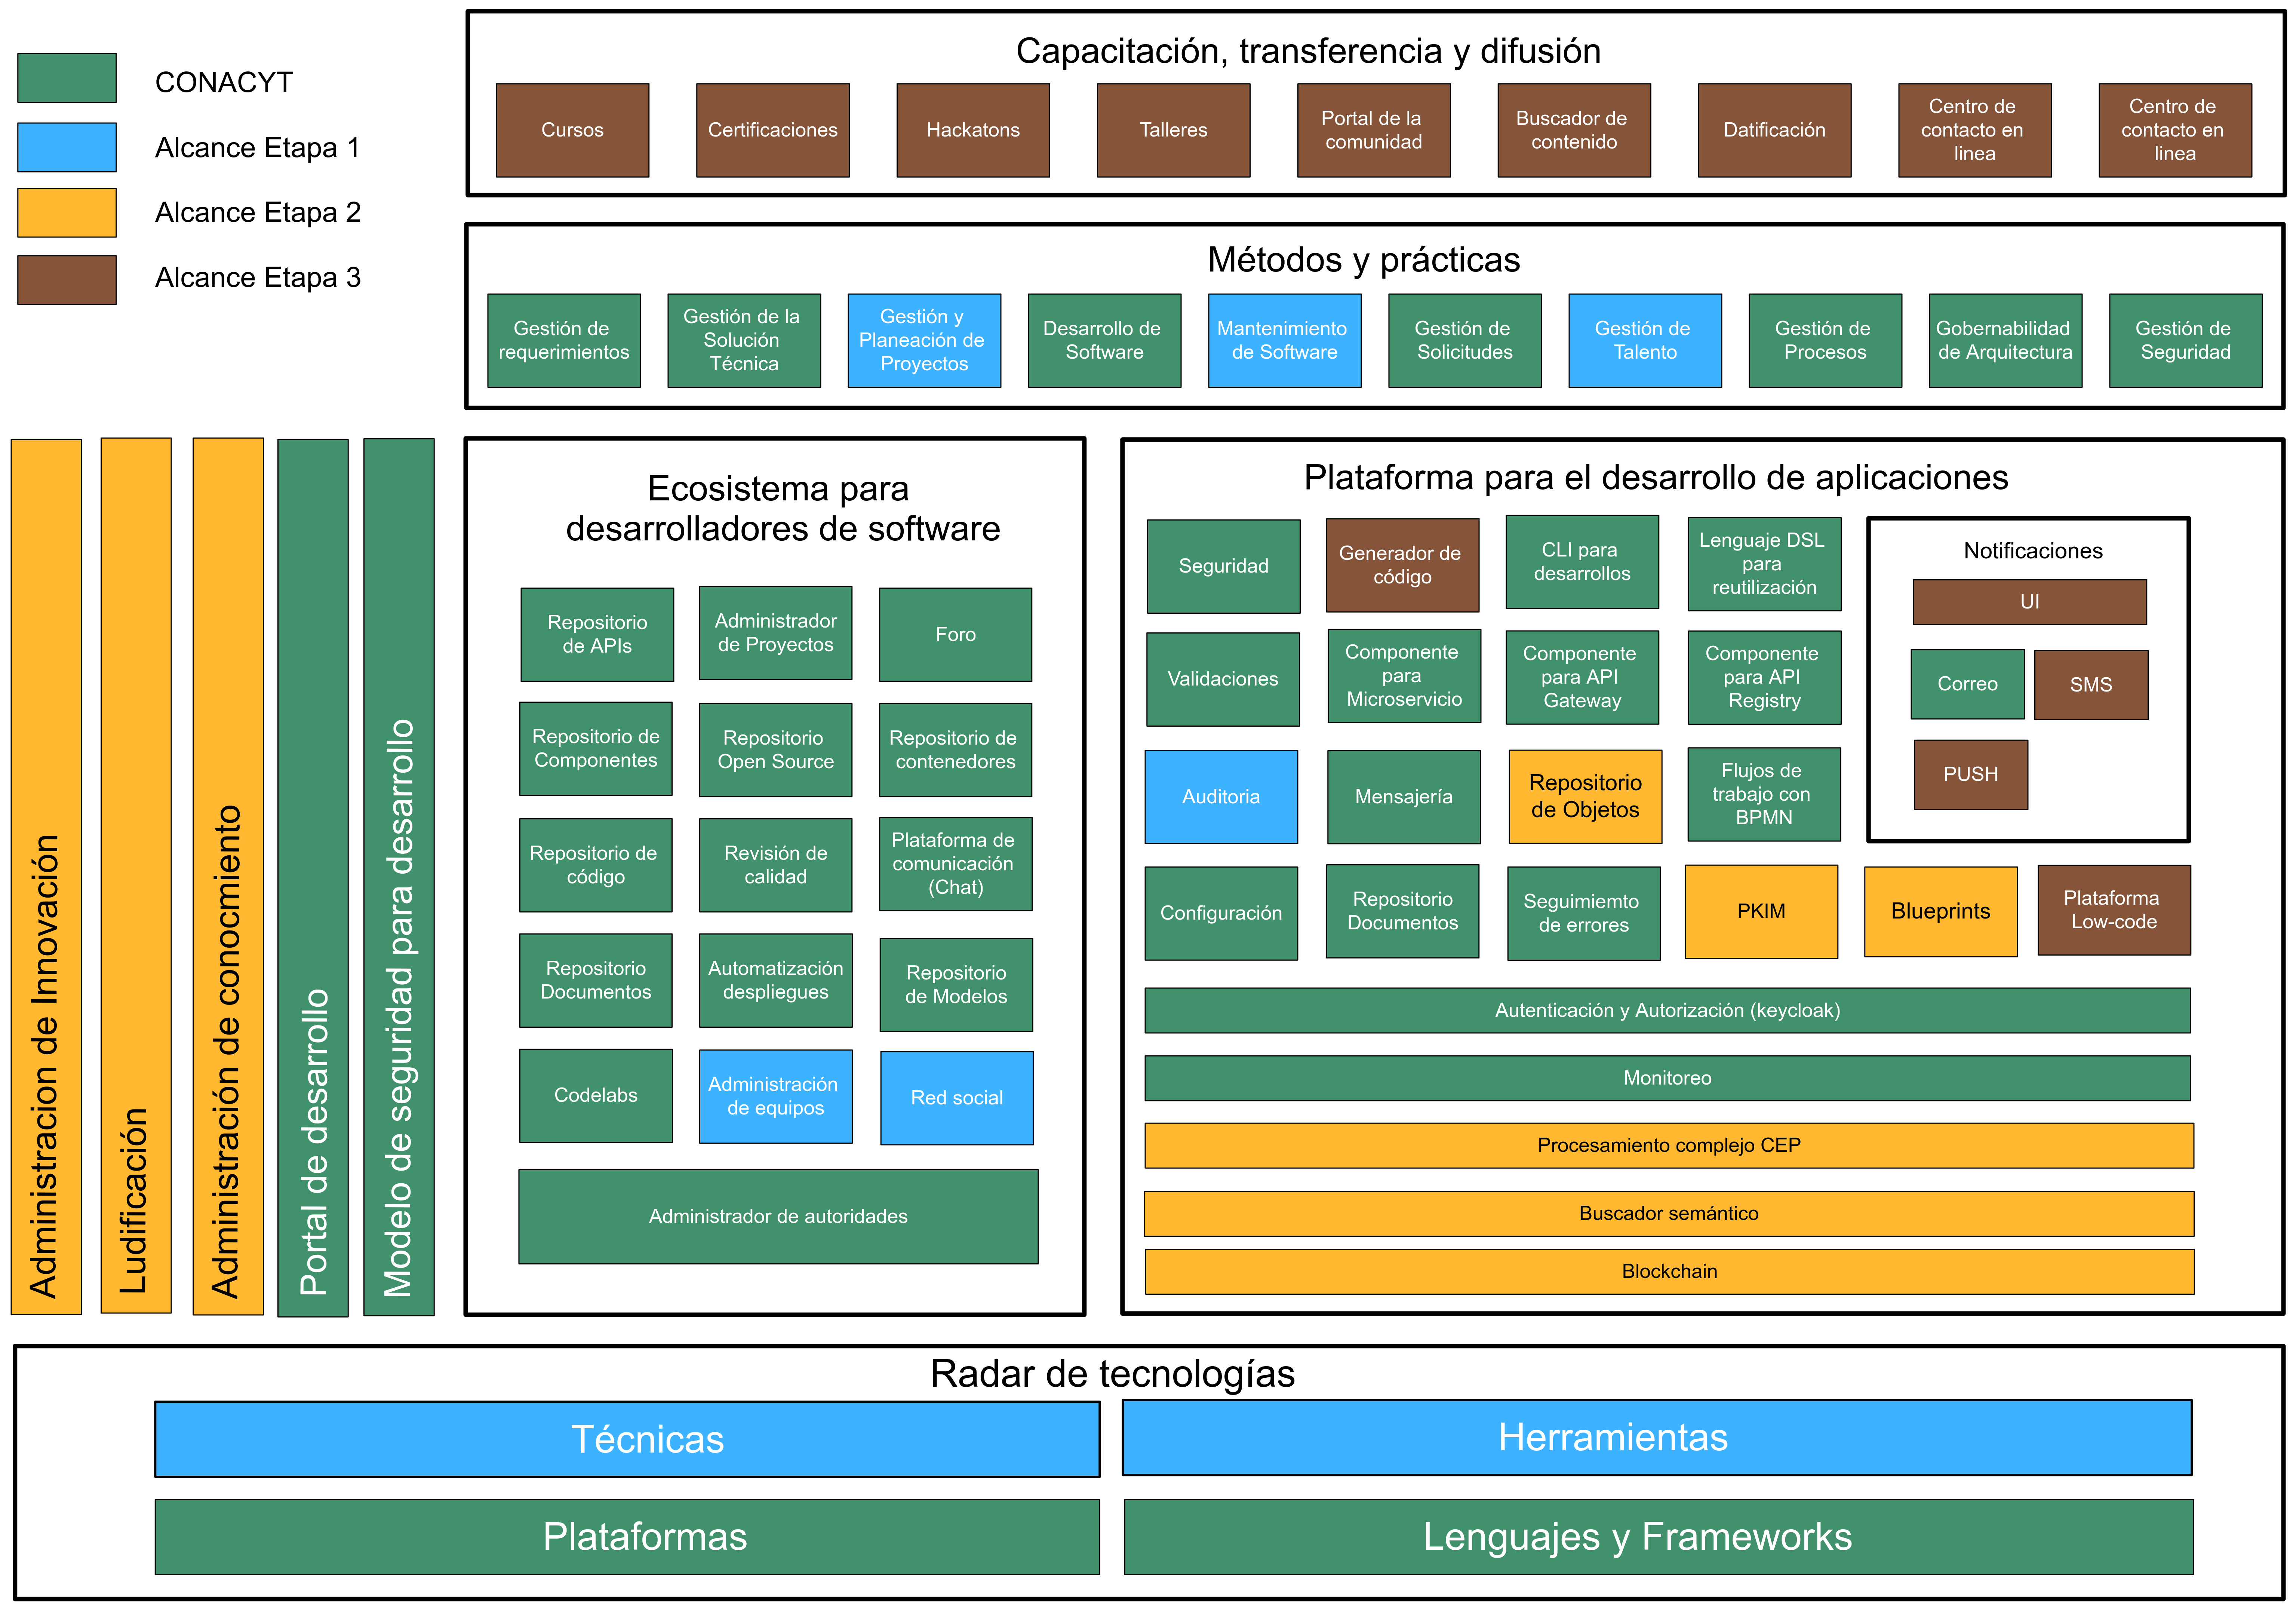 CONACYT
Alcance Etapa 1
Alcance Etapa 2
Alcance Etapa 3
Capacitación, transferencia y difusión
Cursos
Certificaciones
Hackatons
Talleres
Portal de la
comunidad
Buscador de
contenido
Datificación
Centro de
contacto en
linea
Centro de
contacto en
linea
Métodos y prácticas
Gestión de
requerimientos
Gestión de la
Solución
Técnica
Gestión y
Planeación de
Proyectos
Desarrollo de
Software
Mantenimiento
de Software
Gestión de
Solicitudes
Gestión de
Talento
Gestión de
Procesos
Gobernabilidad
de Arquitectura
Gestión de
Seguridad
Administracion de Innovación
Ludificación
Administración de conocmiento
Portal de desarrollo
Modelo de seguridad para desarrollo
Ecosistema para
desarrolladores de software
Repositorio
de APIs
Administrador
de Proyectos
Foro
Repositorio de
Componentes
Repositorio
Open Source
Repositorio de
contenedores
Repositorio de
código
Revisión de
calidad
Plataforma de
comunicación
(Chat)
Repositorio
Documentos
Automatización
despliegues
Repositorio
de Modelos
Codelabs
Administración
de equipos
Red social
Administrador de autoridades
Plataforma para el desarrollo de aplicaciones
Seguridad
Generador de
código
CLI para
desarrollos
Lenguaje DSL
para
reutilización
Validaciones
Componente
para
Microservicio
Componente
para API
Gateway
Componente
para API
Registry
Auditoria
Mensajería
Repositorio
de Objetos
Flujos de
trabajo con
BPMN
Notificaciones
UI
Correo
SMS
PUSH
Configuración
Repositorio
Documentos
Seguimiemto
de errores
PKIM
Blueprints
Plataforma
Low-code
Autenticación y Autorización (keycloak)
Monitoreo
Procesamiento complejo CEP
Buscador semántico
Blockchain
Radar de tecnologías
Técnicas
Herramientas
Plataformas
Lenguajes y Frameworks